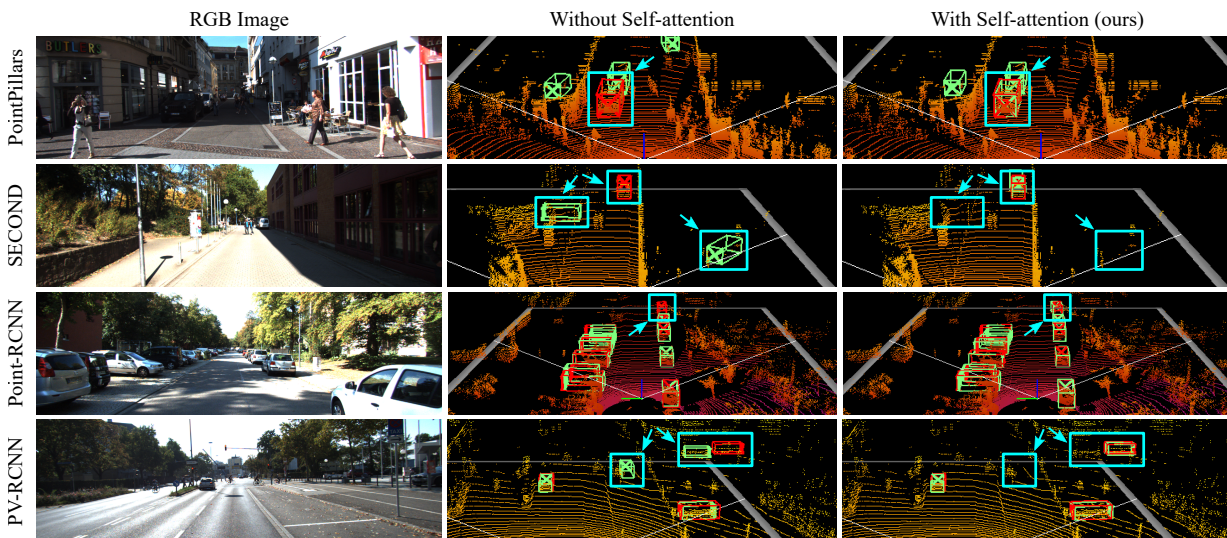 RGB Image
Without Self-attention
With Self-attention (ours)
PointPillars
BUTLERS
SECOND
Point-RCNN
PV-RCNN